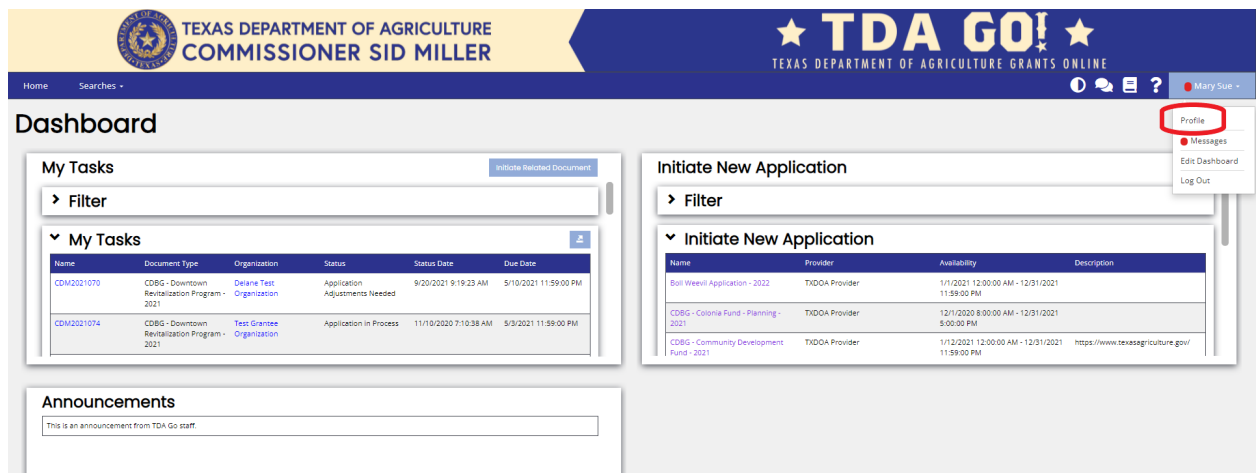 TEXAS DEPARTMENT OF AGRICULTURE
COMMISSIONER SID MILLER
TDA GO!
TEXAS DEPARTMENT OF AGRICULTURE GRANTS ONLINE
Home Searches
? Mary Sue
Profile
Messages
Edit Dashboard
Log Out
Dashboard
My Tasks Initiate Related Document
Filter
My Tasks
Name Document Type Organization Status Status Date Due Date
CDM2021070 CDBG - Downtown Delane Test Application 9/20/2021 9:19:23 AM 5/10/2021 11:59:00 PM
Revitalization Program - Organization Adjustments Needed
2021
CDM2021074 CDBG - Downtown Test Grantee Application in Process 11/10/2020 7:10:38 AM 5/3/2021 11:59:00 PM
Revitalization Program - Organization
2021
Initiate New Application
Filter
Initiate New Application
Name Provider Availability Description
Boll Weevil Application - 2022 TXDOA Provider 1/1/2021 12:00:00 AM - 12/31/2021
11:59:00 PM
CDBG - Colonia Fund - Planning - TXDOA Provider 12/1/2020 8:00:00 AM - 12/31/2021
2021 5:00:00 PM
CDBG - Community Development TXDOA Provider 1/12/2021 12:00:00 AM - 12/31/2021 https://www.texasagriculture.gov/
Fund - 2021 11:59:00 PM
Announcements
This is an announcement from TDA Go staff.